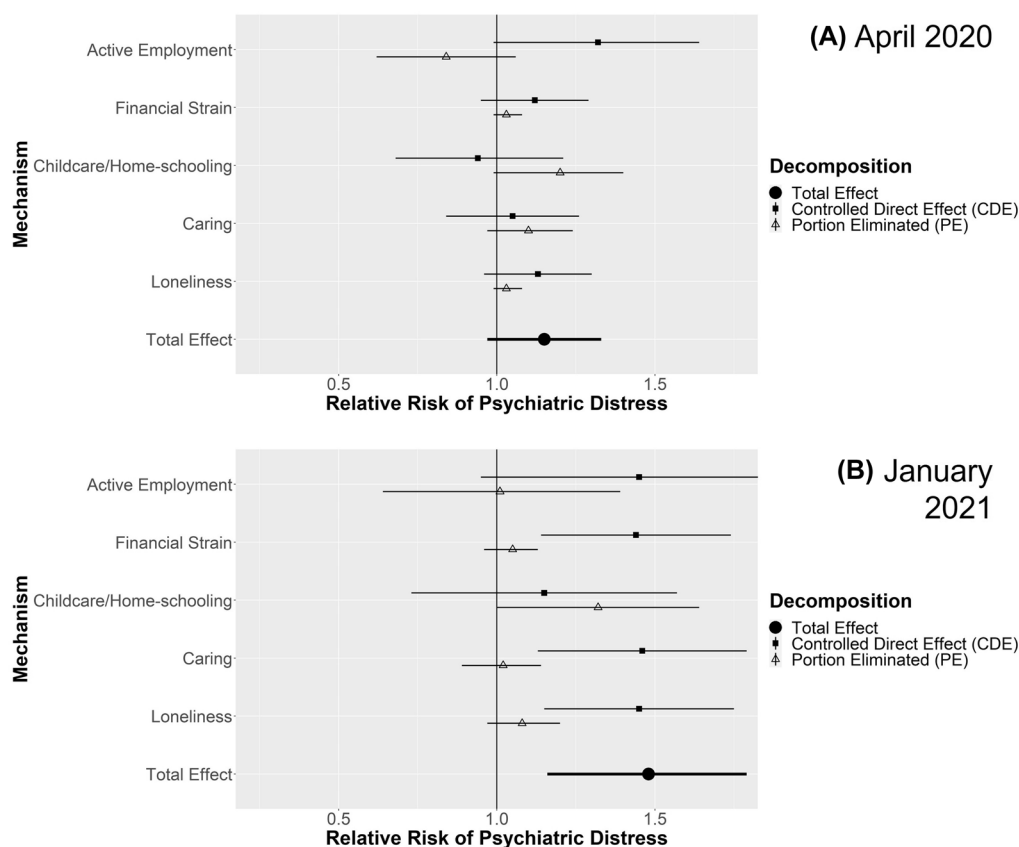 (A) April 2020
Active Employment
Financial Strain
Childcare/Home-schooling
Caring
Loneliness
Total Effect
Mechanism
0.5 1.0 1.5
Relative Risk of Psychiatric Distress
Decomposition
Total Effect
Controlled Direct Effect (CDE)
Portion Eliminated (PE)
(B) January
2021
Active Employment
Financial Strain
Childcare/Home-schooling
Caring
Loneliness
Total Effect
Mechanism
0.5 1.0 1.5
Relative Risk of Psychiatric Distress
Decomposition
Total Effect
Controlled Direct Effect (CDE)
Portion Eliminated (PE)